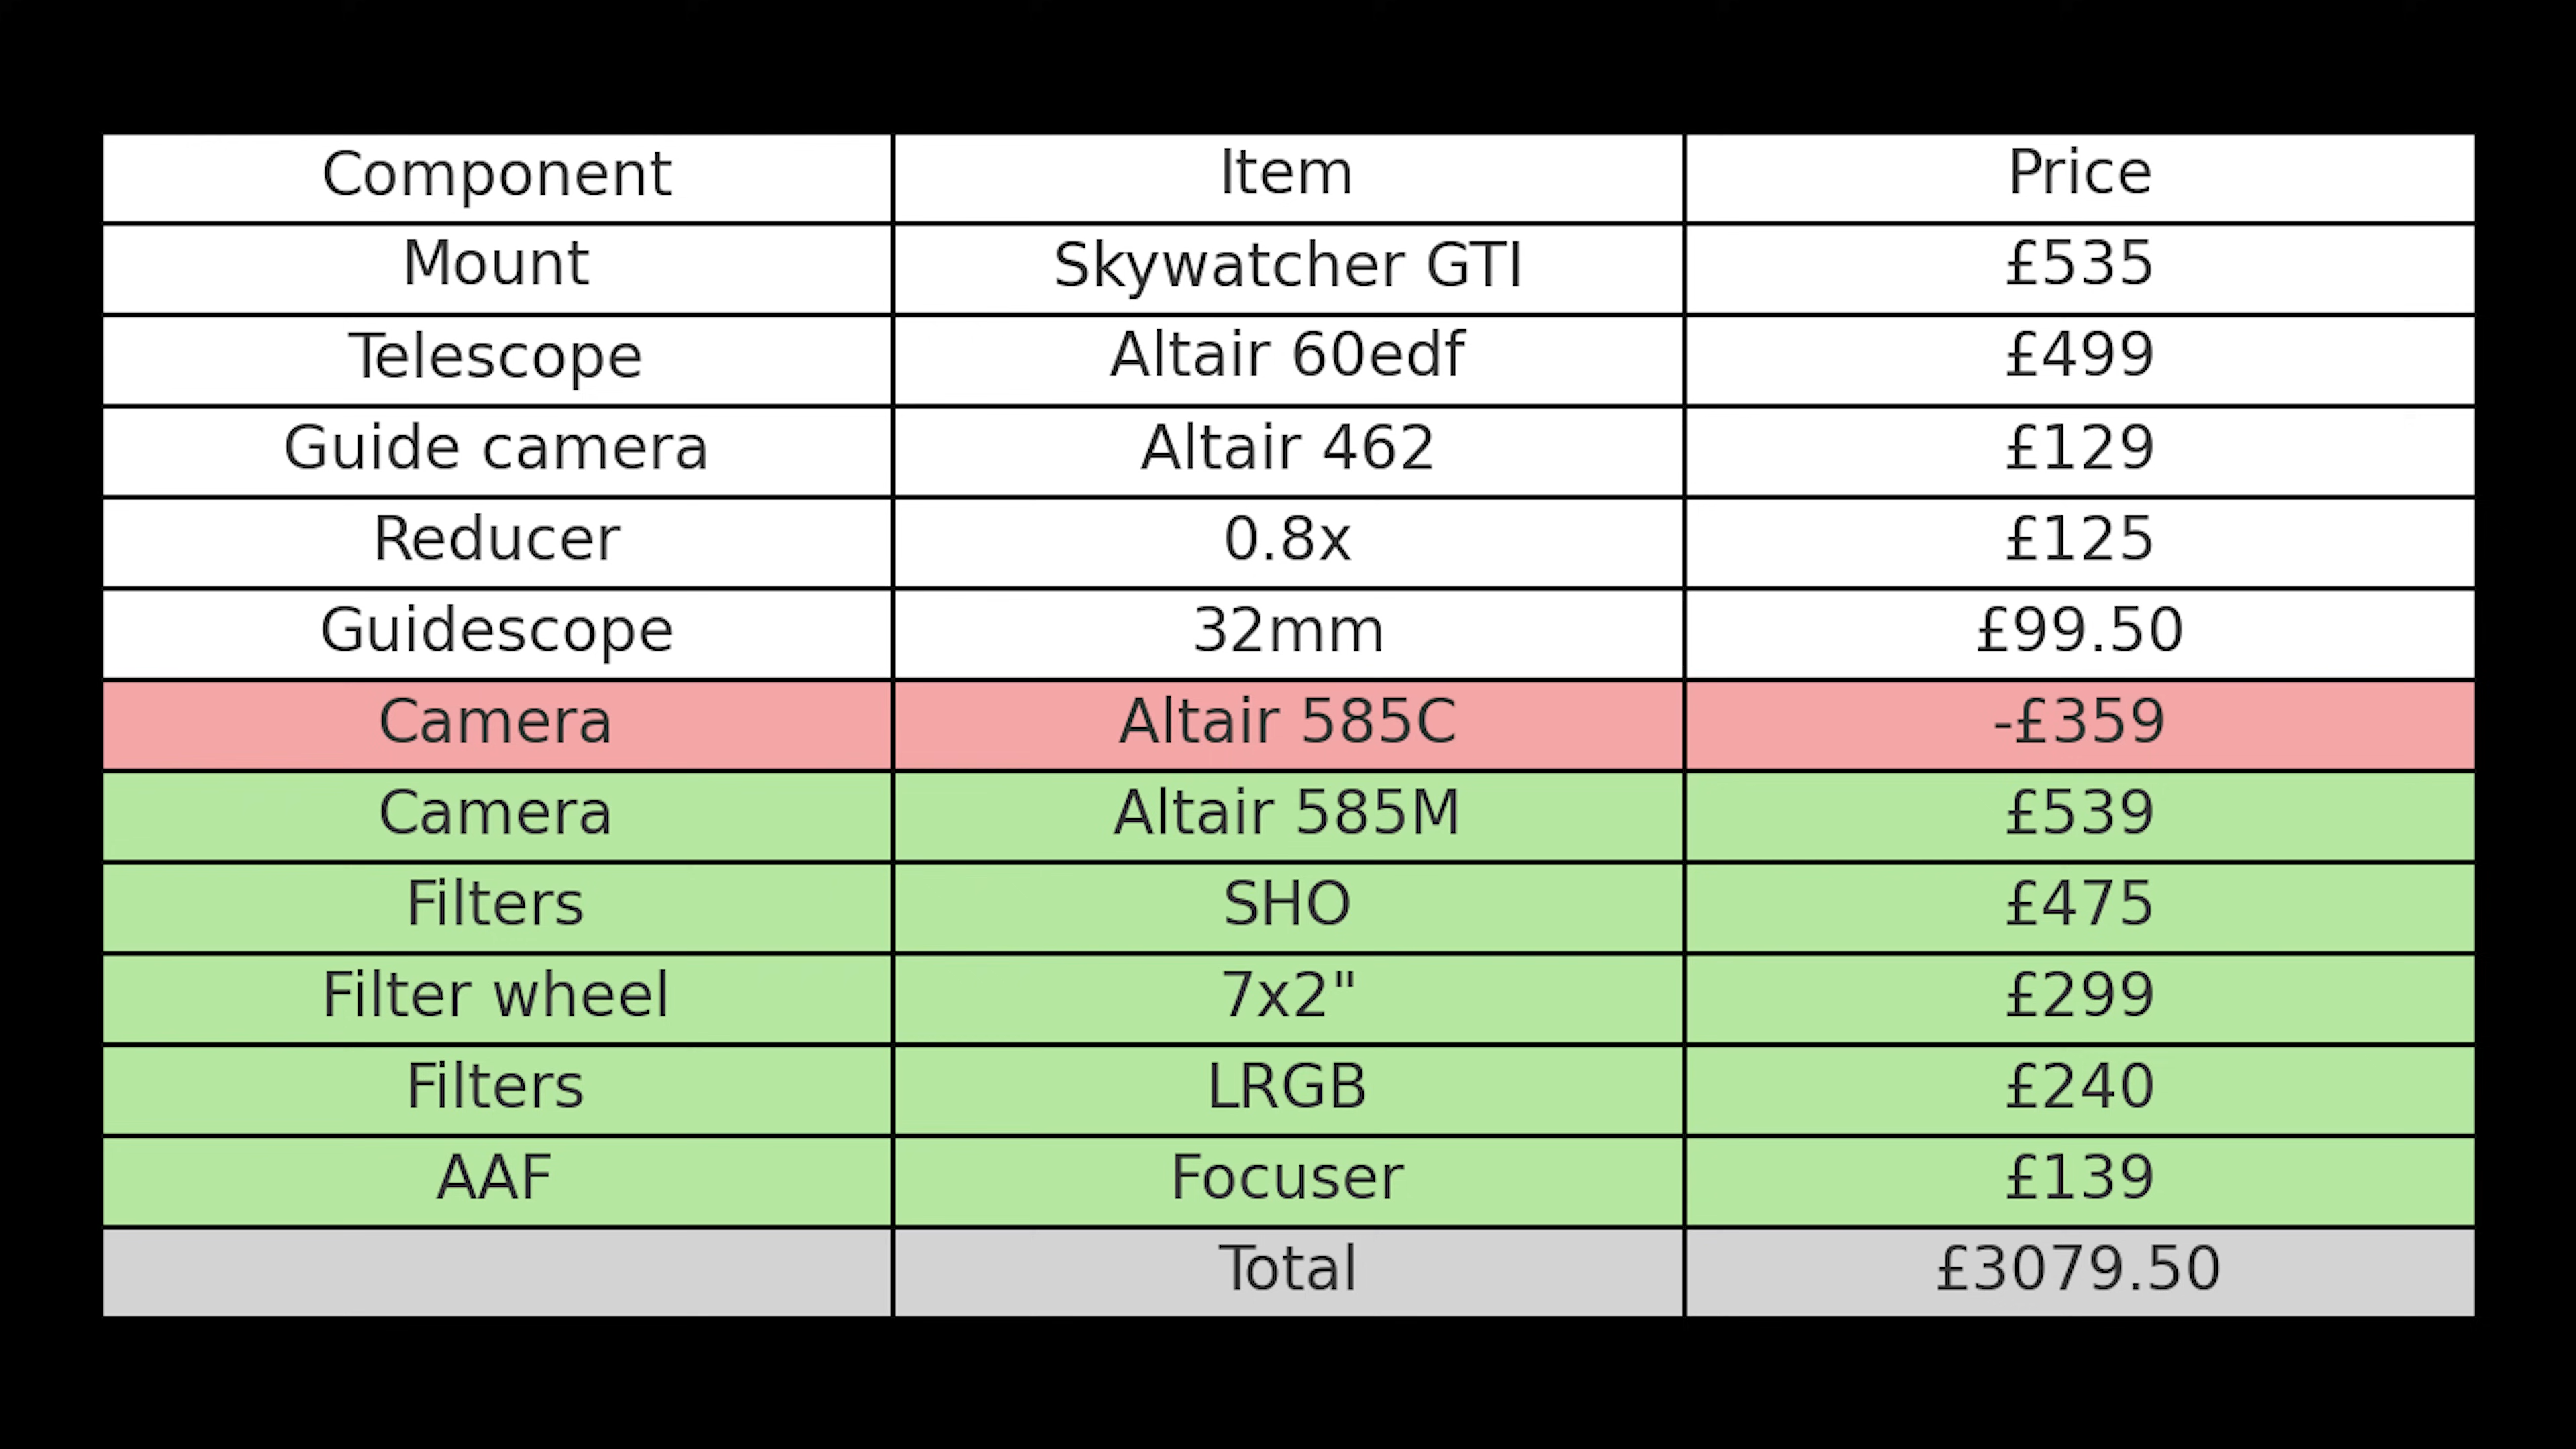 Component Item Price
Mount Skywatcher GTI £535
Telescope Altair 60edf £499
Guide camera Altair 462 £129
Reducer 0.8x £125
Guidescope 32mm £99.50
Camera Altair 585C -£359
Camera Altair 585M £539
Filters SHO £475
Filter wheel 7x2" £299
Filters LRGB £240
AAF Focuser £139
Total £3079.50